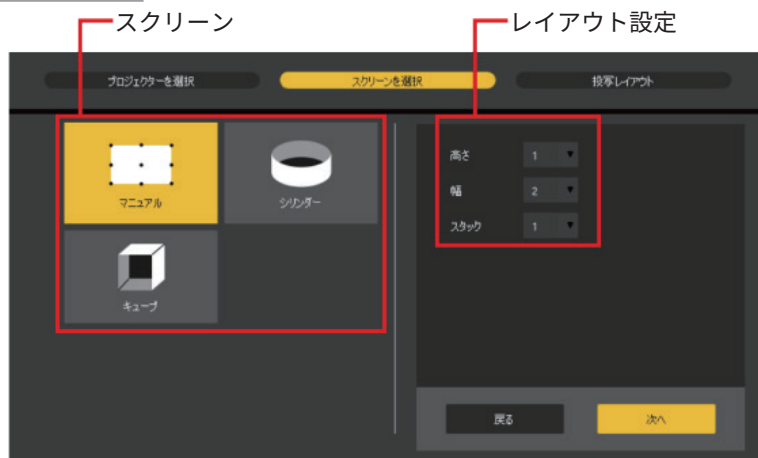 スクリーン
レイアウト設定
プロジェクターを選択
スクリーンを選択
投写レイアウト
マニュアル
シリンダー
キューブ
高さ 1
幅 2
スタック 1
戻る
次へ